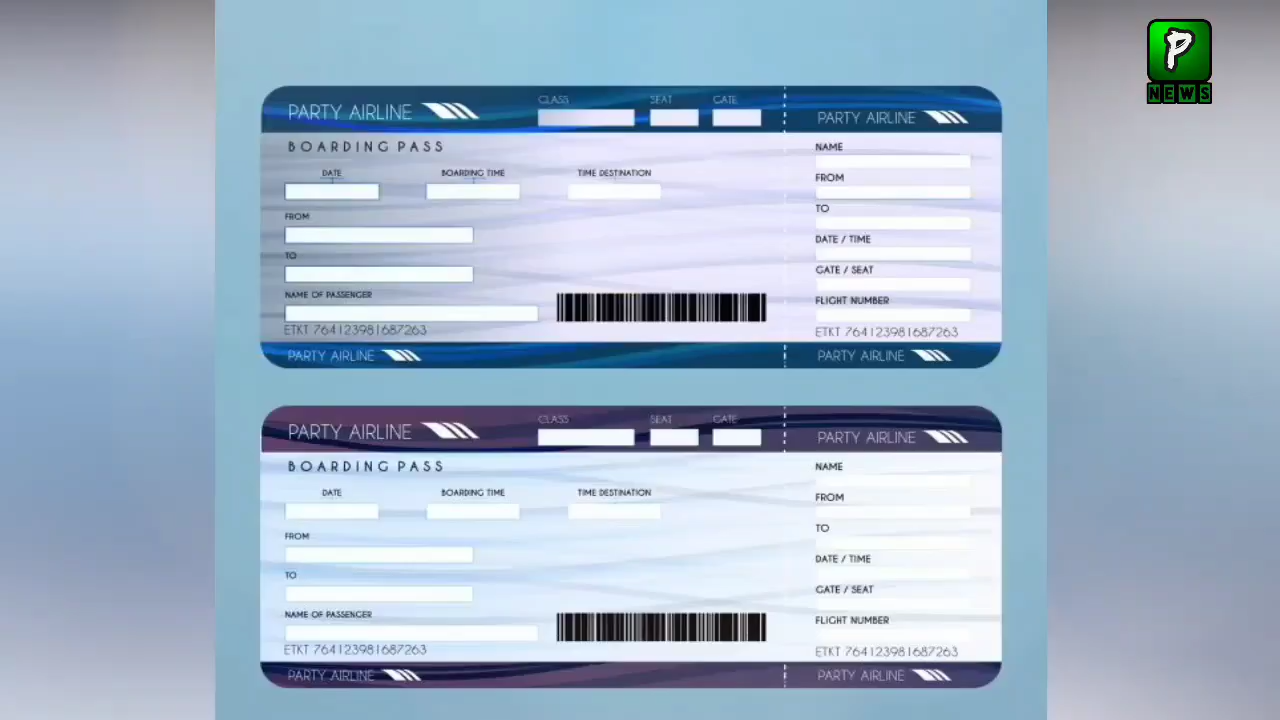 P
NEWS
PARTY AIRLINE
CLASS SEAT GATE
PARTY AIRLINE
BOARDING PASS
NAME
DATE BOARDING TIME TIME DESTINATION
FROM
TO
FROM
DATE / TIME
TO
GATE / SEAT
NAME OF PASSENGER
FLIGHT NUMBER
ETKT 764123981687263
ETKT 764123981687263
PARTY AIRLINE
PARTY AIRLINE
PARTY AIRLINE
CLASS SEAT GATE
PARTY AIRLINE
BOARDING PASS
NAME
DATE BOARDING TIME TIME DESTINATION
FROM
TO
FROM
DATE / TIME
TO
GATE / SEAT
NAME OF PASSENGER
FLIGHT NUMBER
ETKT 764123981687263
ETKT 764123981687263
PARTY AIRLINE
PARTY AIRLINE